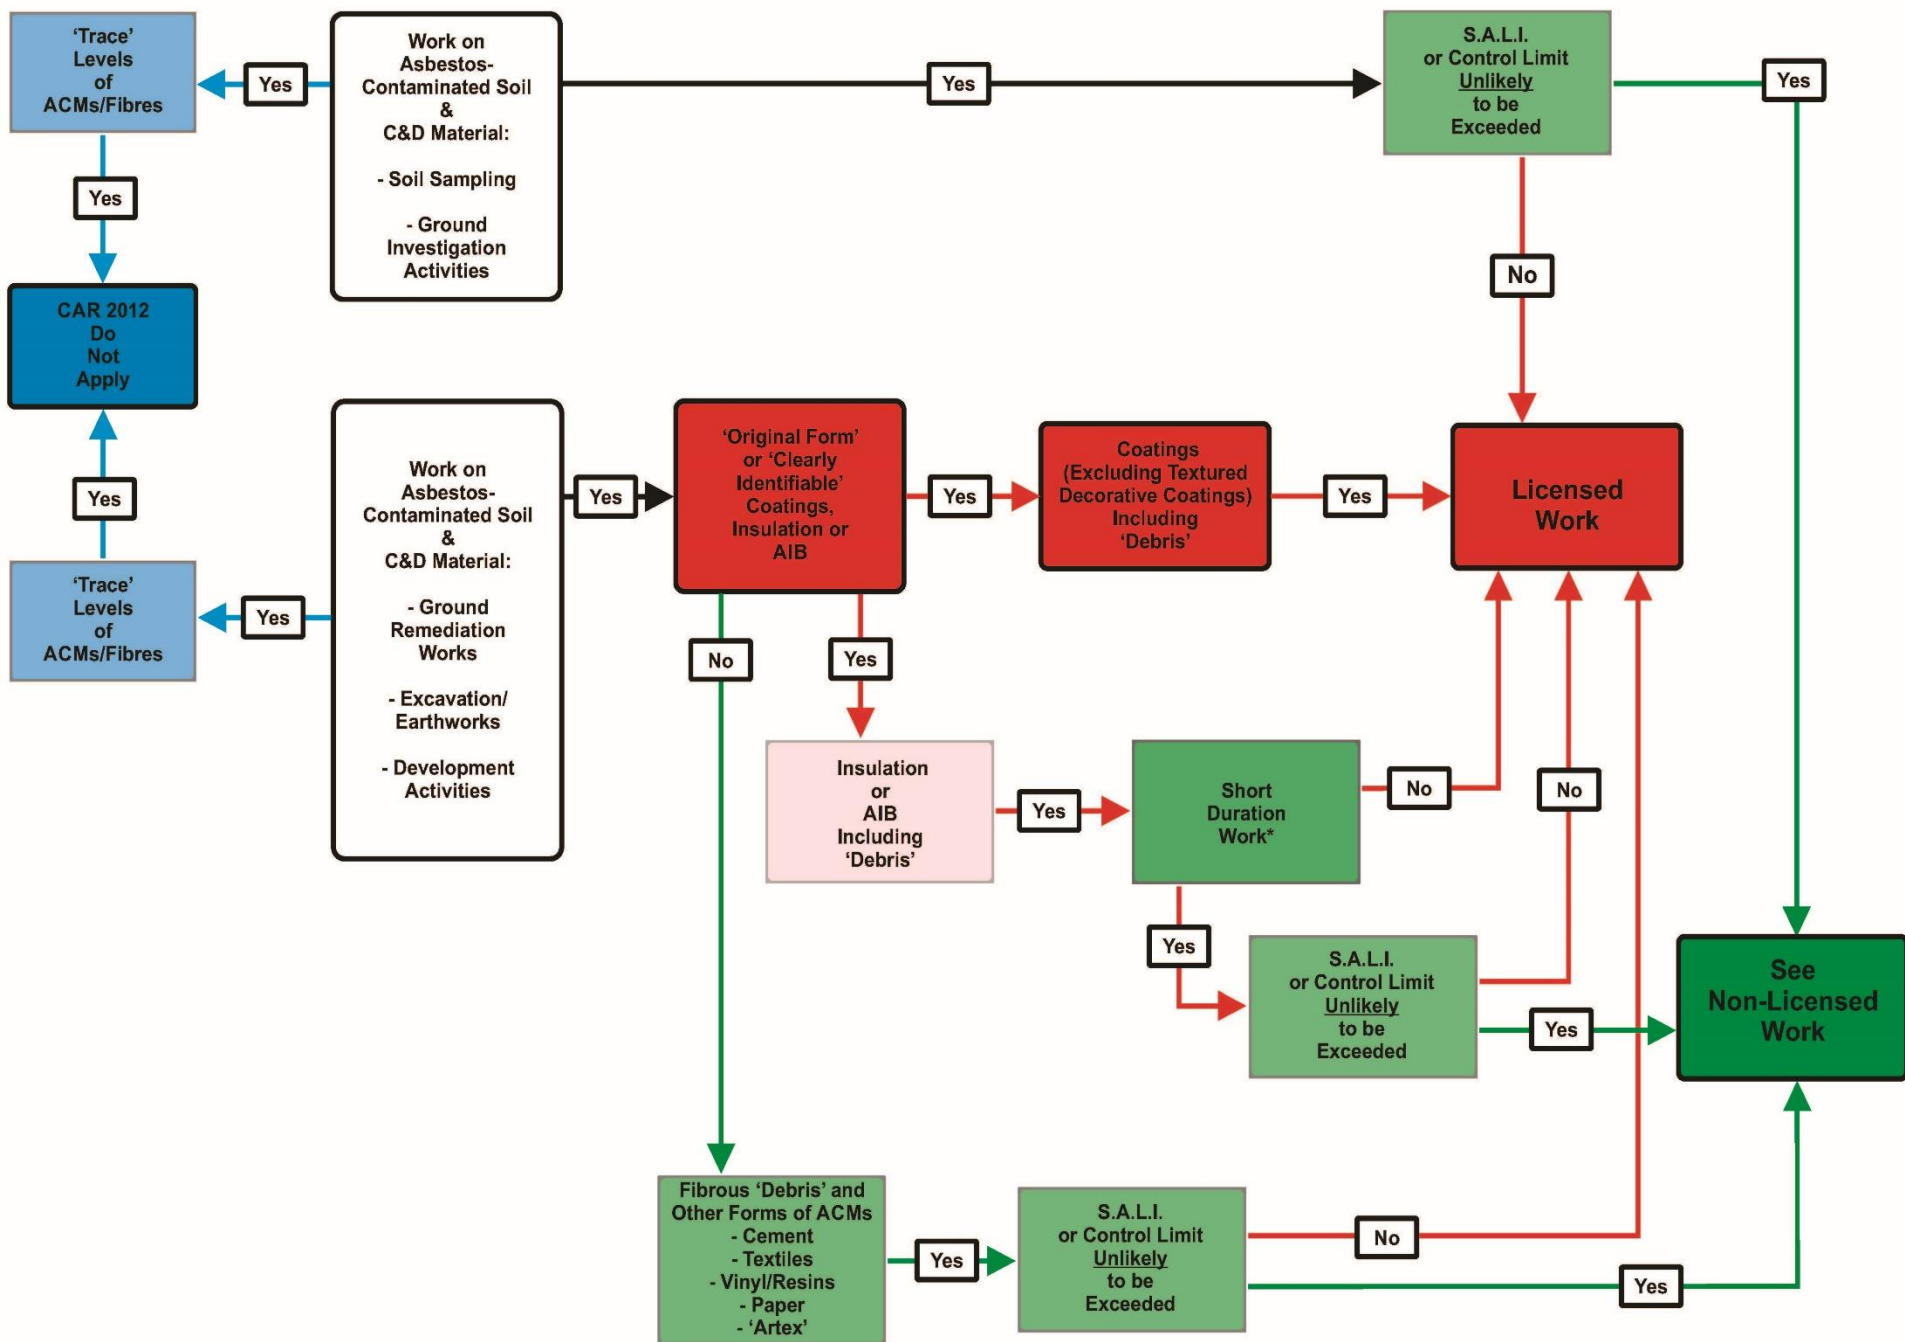 'Trace'
Levels
of
ACMs/Fibres
Yes
Work on
Asbestos-
Contaminated Soil
&
C&D Material:
- Soil Sampling
- Ground
Investigation
Activities
Yes
S.A.L.I.
or Control Limit
Unlikely
to be
Exceeded
Yes
Yes
No
CAR 2012
Do
Not
Apply
Yes
'Trace'
Levels
of
ACMs/Fibres
Yes
Work on
Asbestos-
Contaminated Soil
&
C&D Material:
- Ground
Remediation
Works
- Excavation/
Earthworks
- Development
Activities
Yes
'Original Form'
or 'Clearly
Identifiable'
Coatings,
Insulation or
AIB
Yes
Coatings
(Excluding Textured
Decorative Coatings)
Including
'Debris'
Yes
Licensed
Work
No
Yes
Insulation
or
AIB
Including
'Debris'
Yes
Short
Duration
Work*
No
No
Yes
S.A.L.I.
or Control Limit
Unlikely
to be
Exceeded
Yes
See
Non-Licensed
Work
Fibrous 'Debris' and
Other Forms of ACMs
- Cement
- Textiles
- Vinyl/Resins
- Paper
- 'Artex'
Yes
S.A.L.I.
or Control Limit
Unlikely
to be
Exceeded
No
Yes